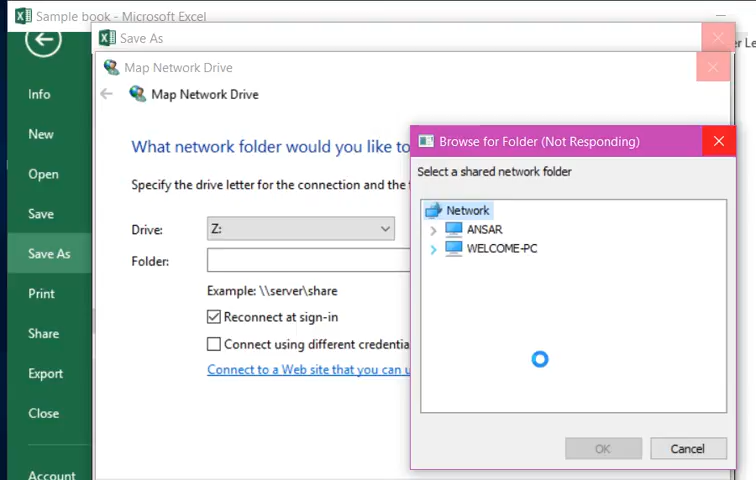 Sample book - Microsoft Excel
Save As
Map Network Drive
Map Network Drive
Info
New
Open
Save
Save As
Print
Share
Export
Close
Account
What network folder would you like to
Specify the drive letter for the connection and the
Drive:
Z:
Folder:
Example: \\server\share
Reconnect at sign-in
Connect using different credentia
Connect to a Web site that you can u
Browse for Folder (Not Responding)
Select a shared network folder
Network
ANSAR
WELCOME-PC
OK
Cancel